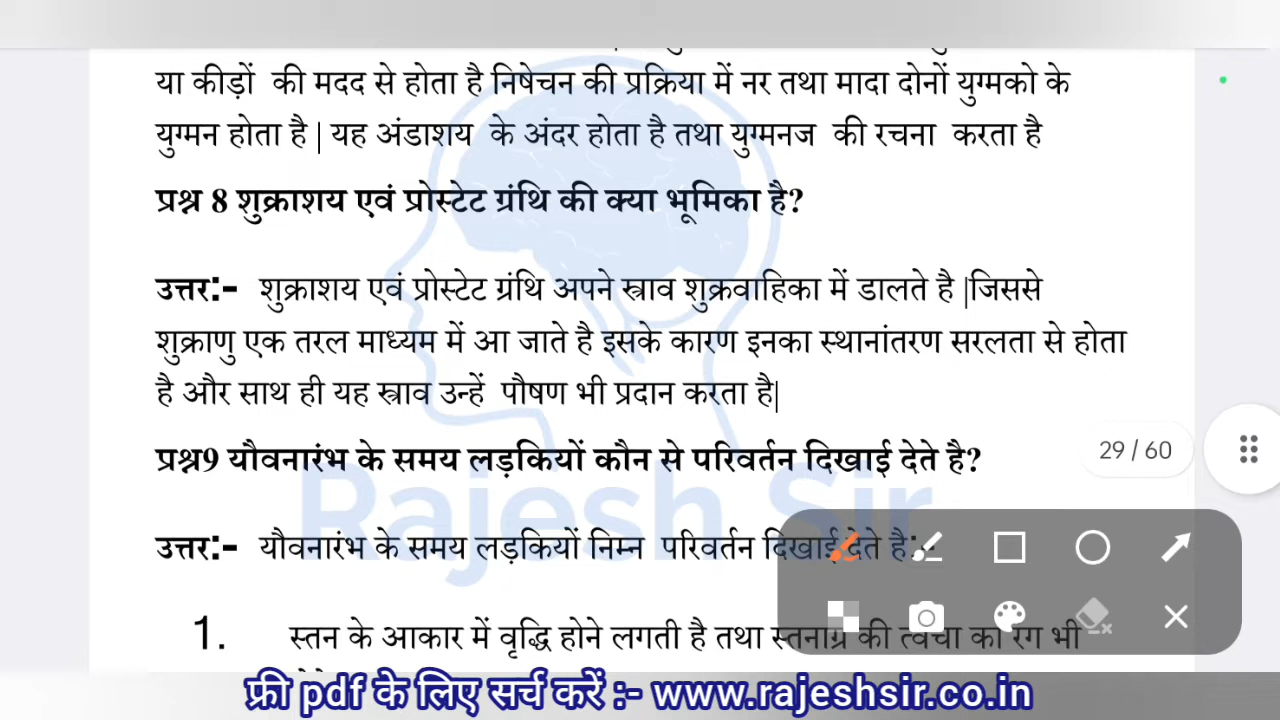 या कीड़ों की मदद से होता है निषेचन की प्रक्रिया में नर तथा मादा दोनों युग्मको के
युग्मन होता है | यह अंडाशय के अंदर होता है तथा युग्मनज की रचना करता है
प्रश्न 8 शुक्राशय एवं प्रोस्टेट ग्रंथि की क्या भूमिका है?
उत्तर:- शुक्राशय एवं प्रोस्टेट ग्रंथि अपने स्त्राव शुक्रवाहिका में डालते है |जिससे
शुक्राणु एक तरल माध्यम में आ जाते है इसके कारण इनका स्थानांतरण सरलता से होता
है और साथ ही यह स्त्राव उन्हें पौषण भी प्रदान करता है|
29 / 60
प्रश्न9 यौवनारंभ के समय लड़कियों कौन से परिवर्तन दिखाई देते है?
Rajesh Sir
उत्तर:- यौवनारंभ के समय लड़कियों निम्न परिवर्तन दिखाई देते है:-
1. स्तन के आकार में वृद्धि होने लगती है तथा स्तनाग्र की त्वचा का रंग भी
फ्री pdf के लिए सर्च करें :- www.rajeshsir.co.in